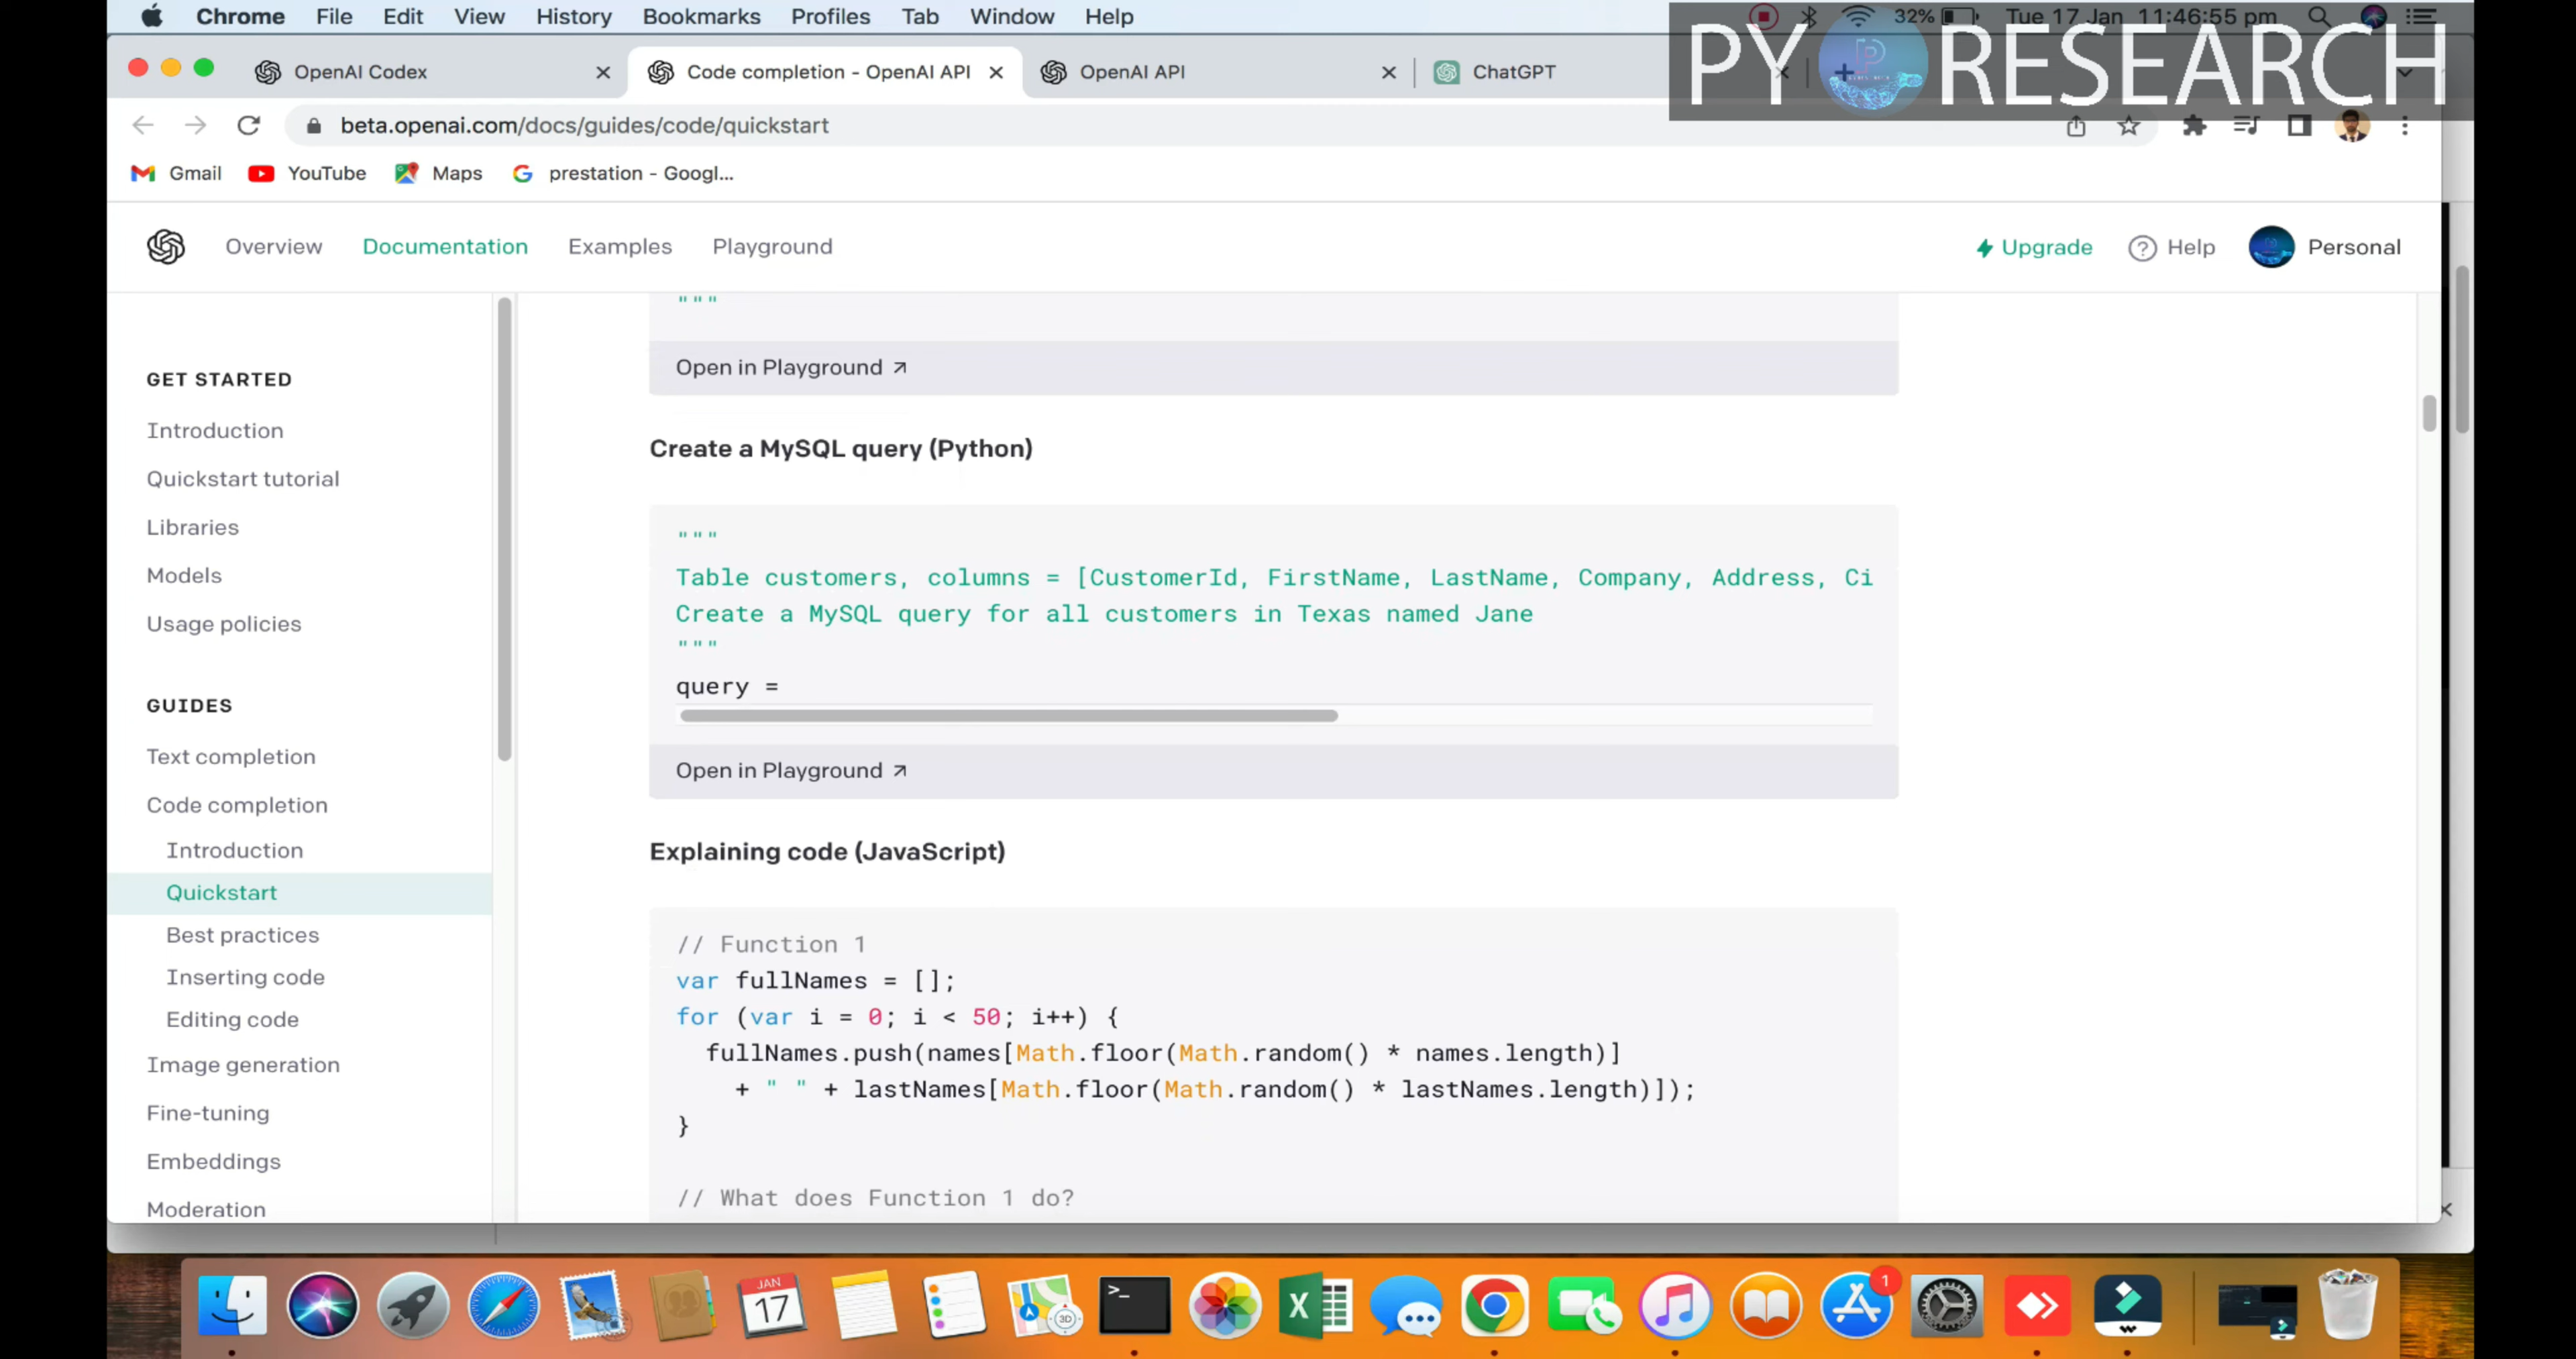 Chrome File Edit View History Bookmarks Profiles Tab Window Help
32% Tue 17 Jan 11:46:55 pm
PY RESEARCH
OpenAI Codex
Code completion - OpenAI API
OpenAI API
ChatGPT
beta.openai.com/docs/guides/code/quickstart
Gmail YouTube Maps prestation - Googl...
Overview Documentation Examples Playground
Upgrade Help Personal
GET STARTED
Introduction
Quickstart tutorial
Libraries
Models
Usage policies
GUIDES
Text completion
Code completion
Introduction
Quickstart
Best practices
Inserting code
Editing code
Image generation
Fine-tuning
Embeddings
Moderation
"""
Open in Playground ↗
Create a MySQL query (Python)
"""
Table customers, columns = [CustomerId, FirstName, LastName, Company, Address, Ci
Create a MySQL query for all customers in Texas named Jane
"""
query =
Open in Playground ↗
Explaining code (JavaScript)
// Function 1
var fullNames = [];
for (var i = 0; i < 50; i++) {
fullNames.push(names[Math.floor(Math.random() * names.length)]
+ " " + lastNames[Math.floor(Math.random() * lastNames.length)]);
}
// What does Function 1 do?
JAN
17
3D
>_
X
1